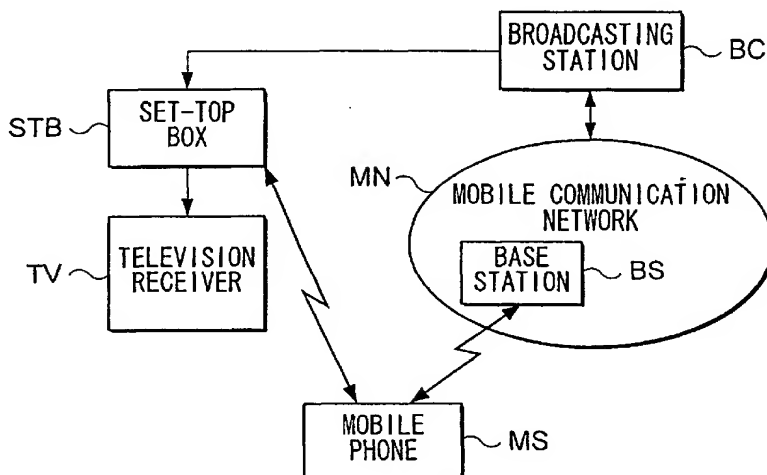 BROADCASTING
STATION
BC
STB
SET-TOP
BOX
MN
MOBILE COMMUNICATION
NETWORK
TV
TELEVISION
RECEIVER
BASE
STATION
BS
MOBILE
PHONE
MS